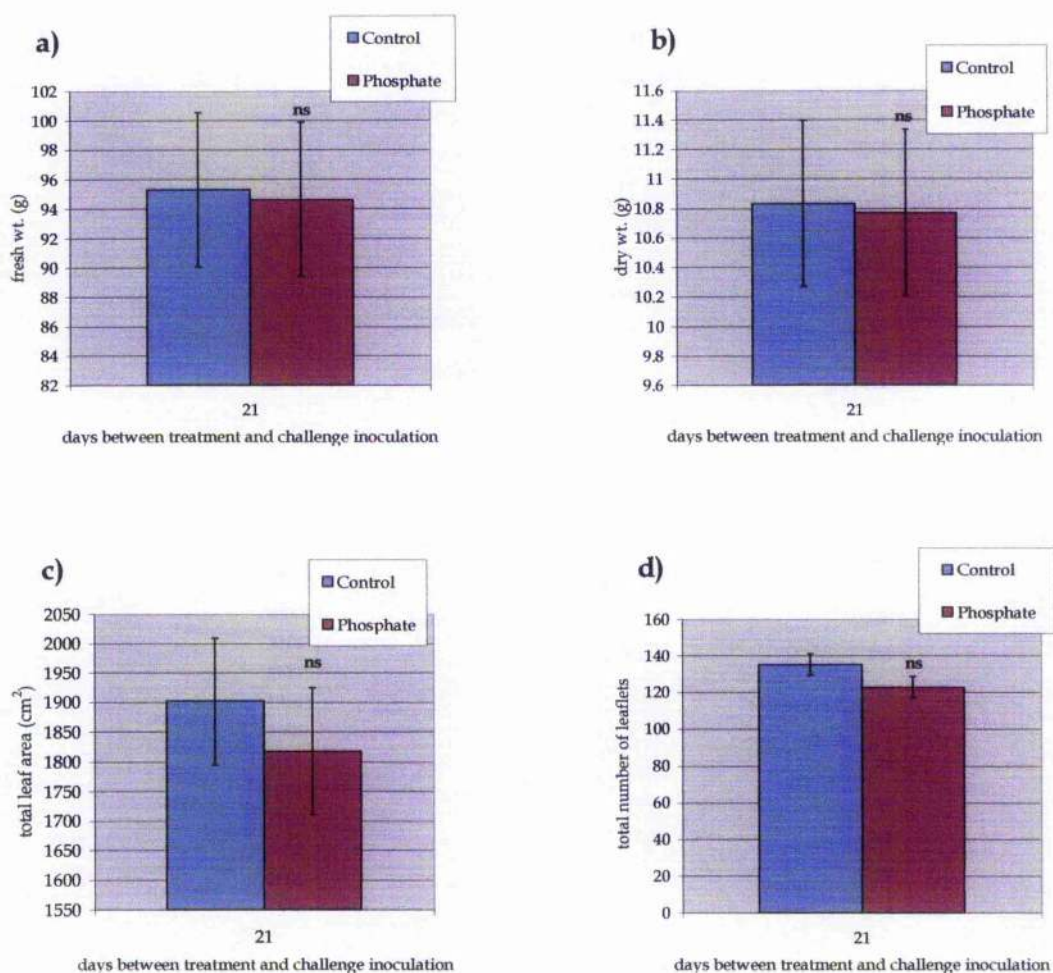 a)
Control
Phosphate
102
100
98
96
94
92
90
88
86
84
82
fresh wt. (g)
ns
21
days between treatment and challenge inoculation
b)
Control
Phosphate
11.6
11.4
11.2
11
10.8
10.6
10.4
10.2
10
9.8
9.6
dry wt. (g)
ns
21
days between treatment and challenge inoculation
c)
Control
Phosphate
2050
2000
1950
1900
1850
1800
1750
1700
1650
1600
1550
total leaf area (cm²)
ns
21
days between treatment and challenge inoculation
d)
Control
Phosphate
160
140
120
100
80
60
40
20
0
total number of leaflets
ns
21
days between treatment and challenge inoculation